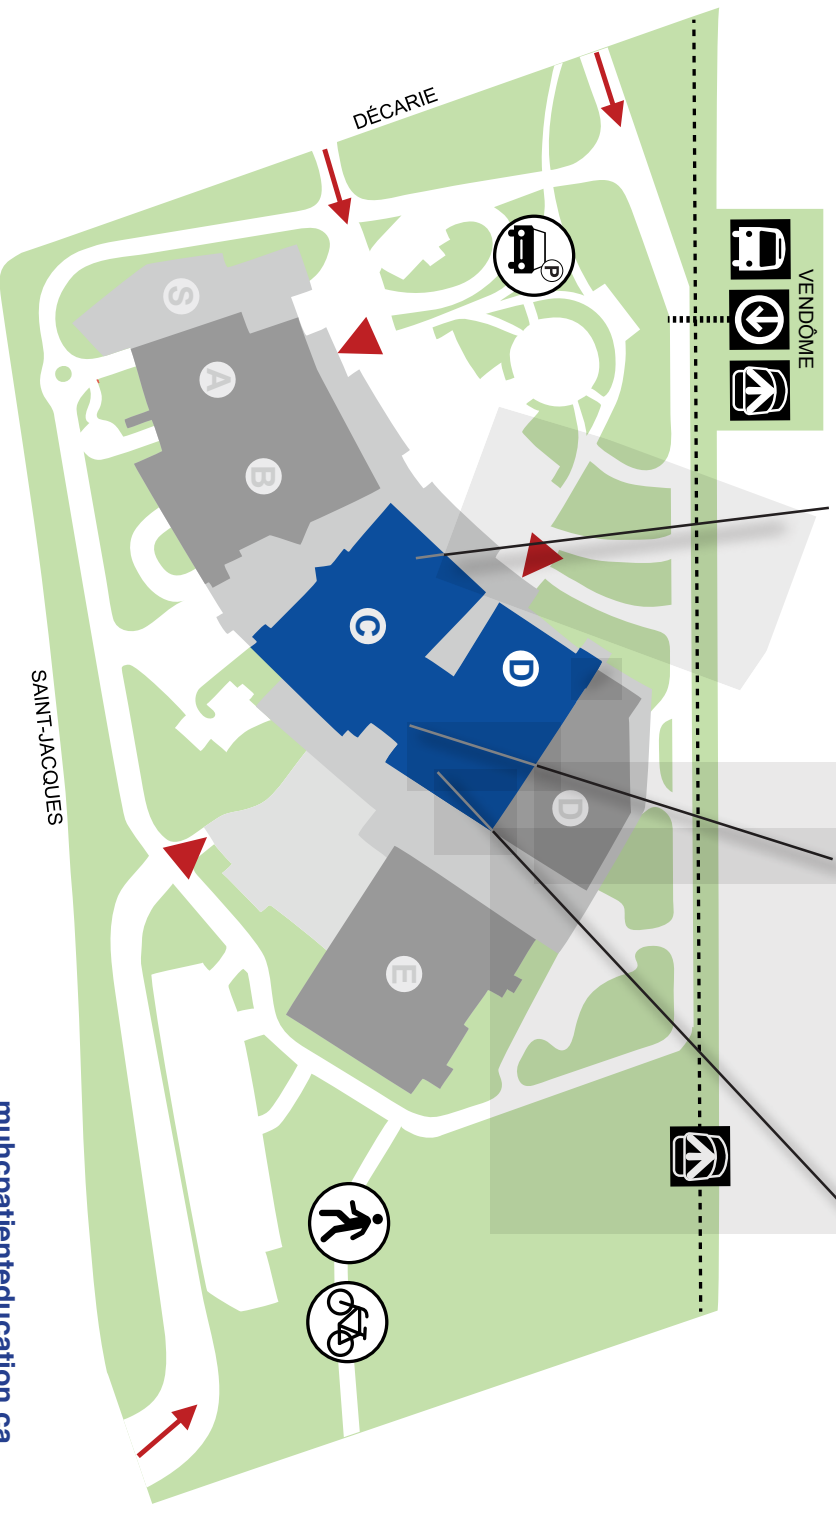 DÉCARIE
P
VENDÔME
S
A
B
C
D
D
SAINT-JACQUES
E
muhcpatienteducation.ca